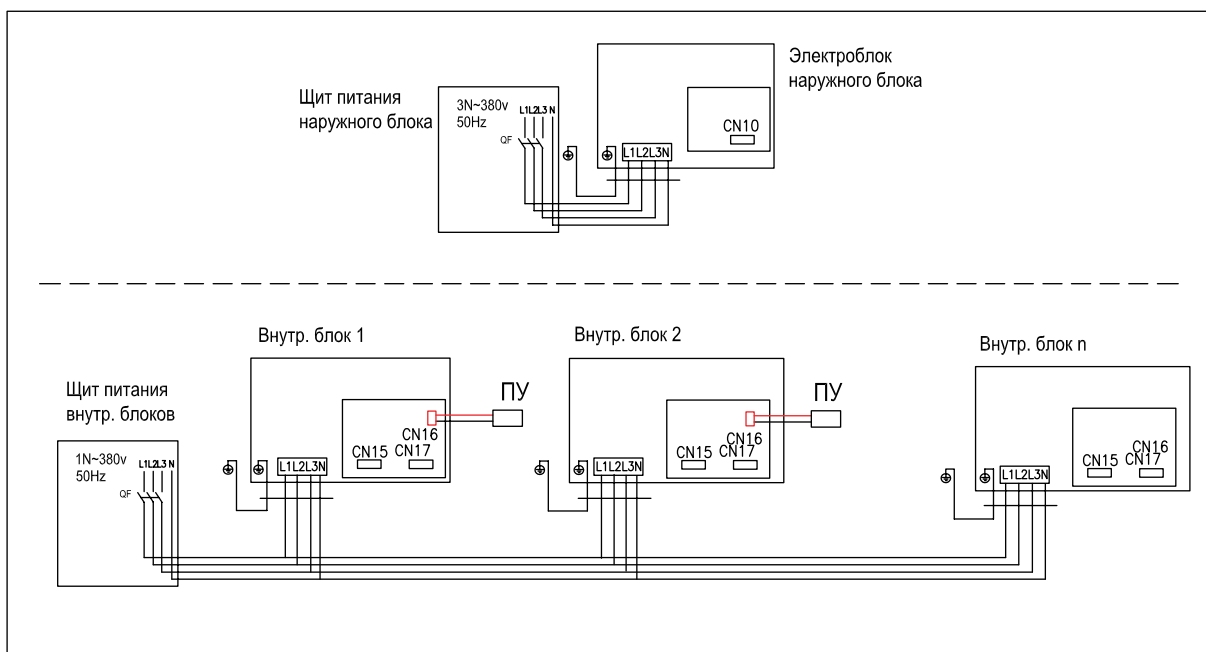 Электроблок
наружного блока
Щит питания
наружного блока
3N~380v
50Hz
L1L2L3 N
QF
CN10
L1L2L3N
Внутр. блок 1
Внутр. блок 2
Внутр. блок n
Щит питания
внутр. блоков
1N~380v
50Hz
L1L2L3 N
QF
ПУ
CN16
CN15 CN17
L1L2L3N
ПУ
CN16
CN15 CN17
L1L2L3N
CN16
CN15 CN17
L1L2L3N